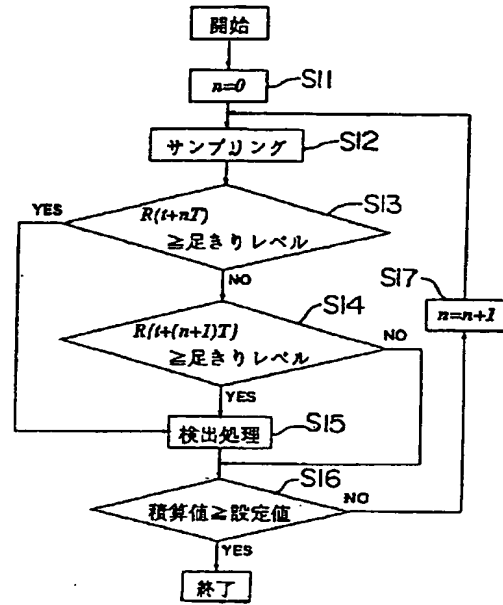 開始
n=0
S11
サンプリング
S12
YES
R(t+nT)
≧足きりレベル
S13
NO
R{t+(n+1)T}
≧足きりレベル
S14
NO
S17
n=n+1
YES
検出処理
S15
積算値≧設定値
S16
NO
YES
終了